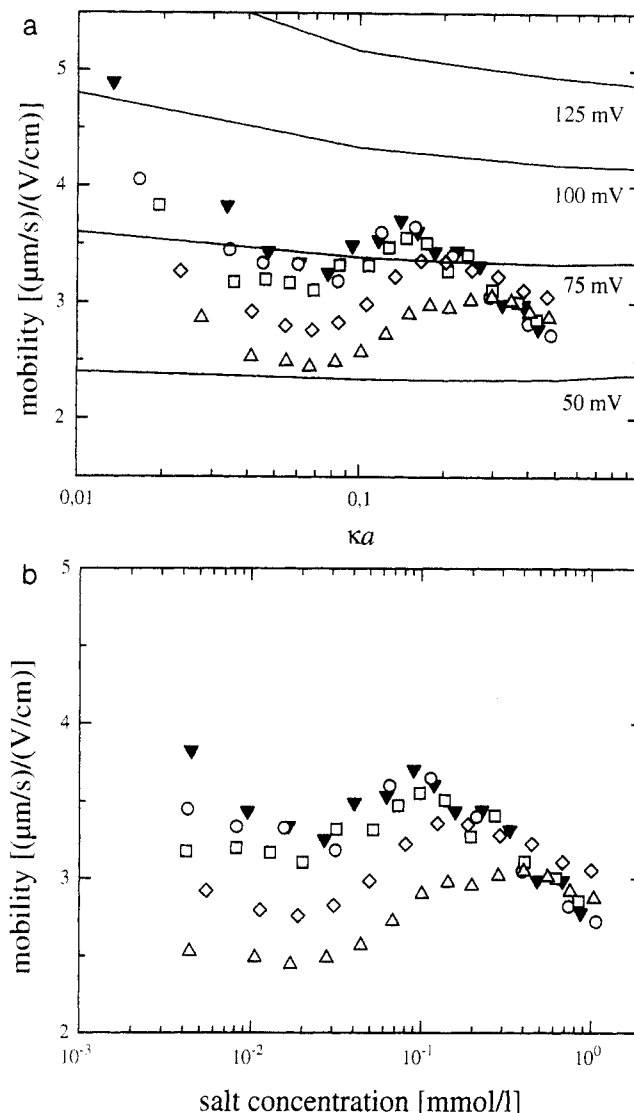 a
5
4
3
2
mobility [(μm/s)/(V/cm)]
125 mV
100 mV
75 mV
50 mV
0,01
0,1
κa
b
5
4
3
2
mobility [(μm/s)/(V/cm)]
10⁻³
10⁻²
10⁻¹
10⁰
salt concentration [mmol/l]